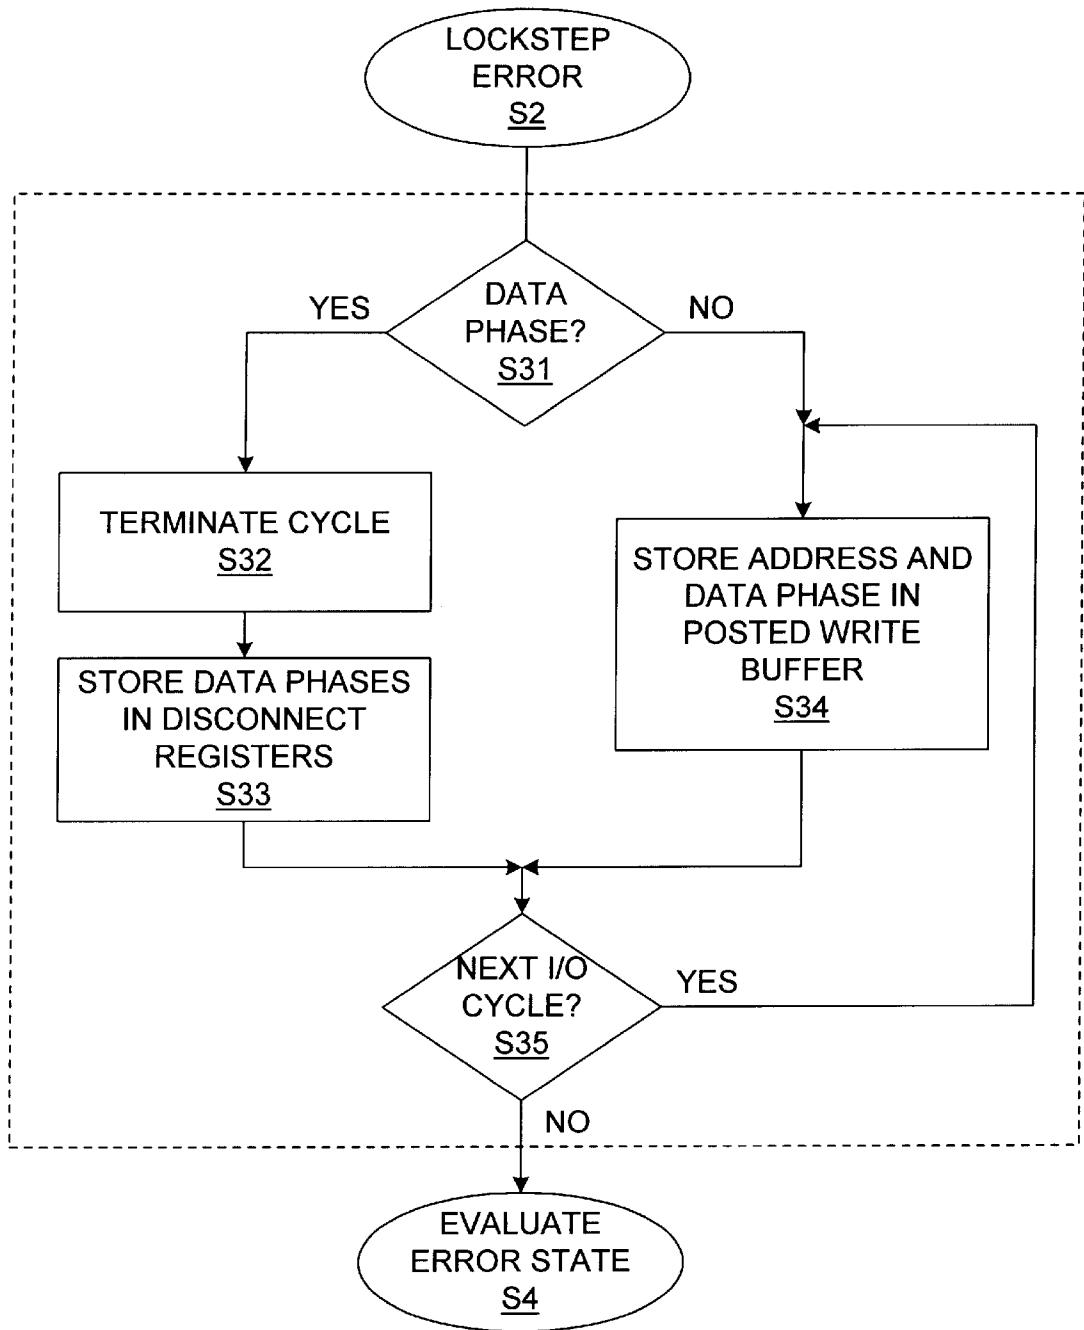 LOCKSTEP
ERROR
S2
DATA
PHASE?
S31
YES
NO
TERMINATE CYCLE
S32
STORE DATA PHASES
IN DISCONNECT
REGISTERS
S33
STORE ADDRESS AND
DATA PHASE IN
POSTED WRITE
BUFFER
S34
NEXT I/O
CYCLE?
S35
YES
NO
EVALUATE
ERROR STATE
S4